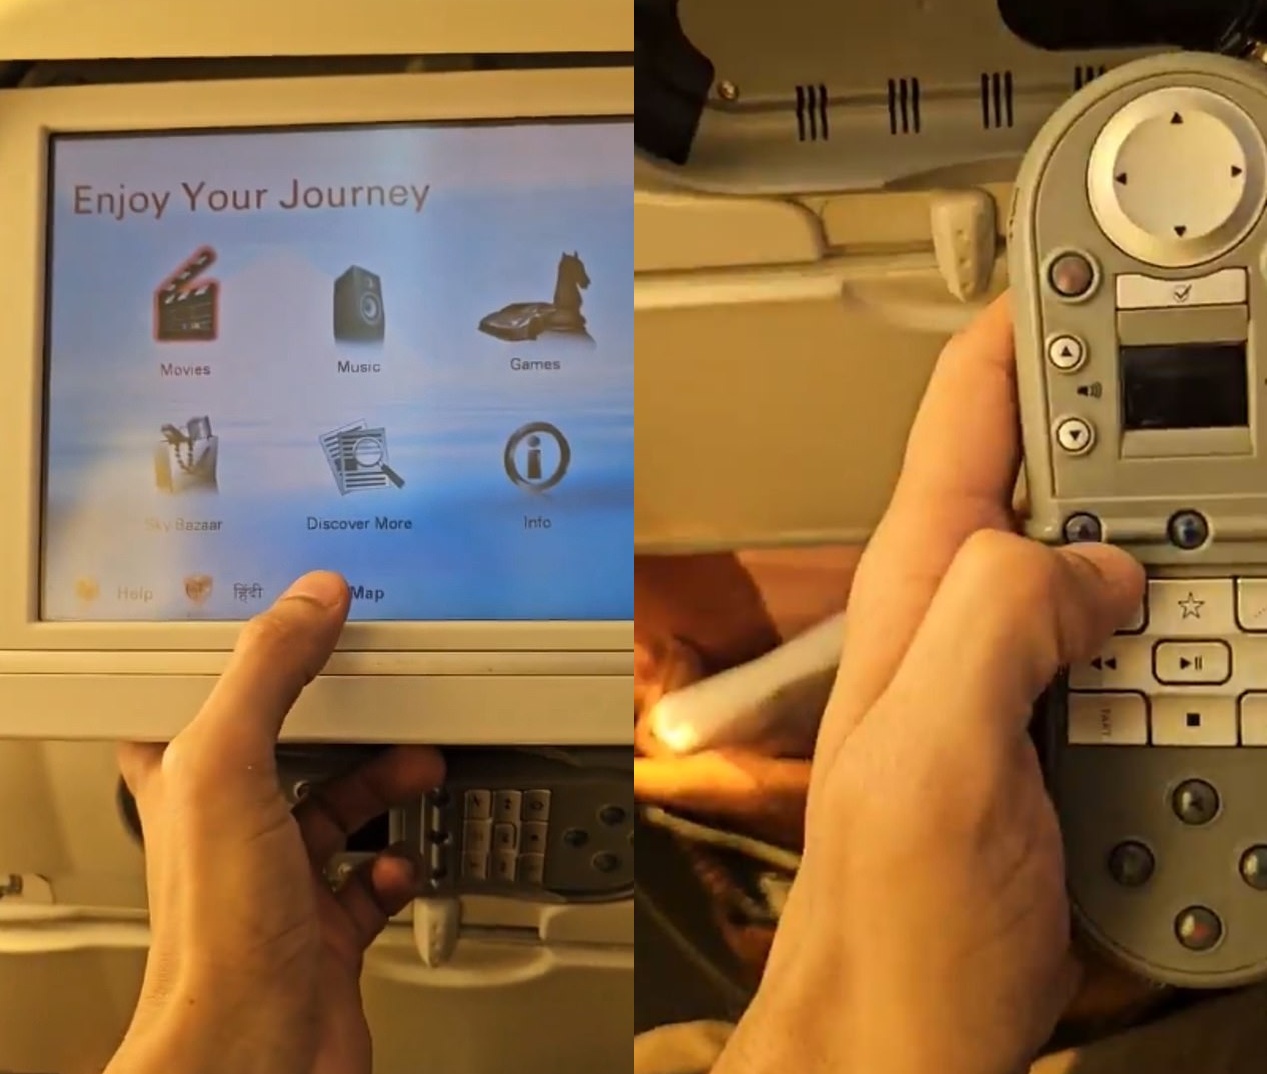 Enjoy Your Journey
Movies
Music
Games
Sky Bazaar
Discover More
Info
Help
हिंदी
Map